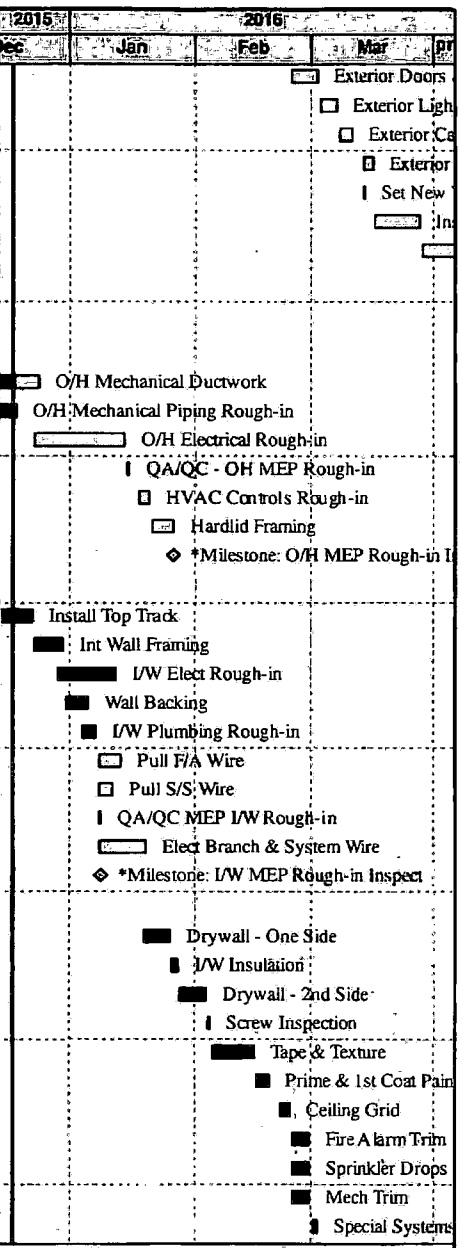 2015 2016
Jan Feb Mar
Exterior Doors
Exterior
Exterior
Exterior
Set New
O/H Mechanical Ductwork
O/H Mechanical Piping Rough-in
O/H Electrical Rough-in
QA/QC - OH MEP Rough-in
HVAC Controls Rough-in
Hardlid Framing
*Milestone: O/H MEP Rough-in
Install Top Track
Int Wall Framing
I/W Elect Rough-in
Wall Backing
I/W Plumbing Rough-in
Pull F/A Wire
Pull S/S Wire
QA/QC MEP I/W Rough-in
Elect Branch & System Wire
*Milestone: I/W MEP Rough-in Inspect
Drywall - One Side
I/W Insulation
Drywall - 2nd Side
Screw Inspection
Tape & Texture
Prime & 1st Coat Pain
Ceiling Grid
Fire Alarm Trim
Sprinkler Drops
Mech Trim
Special Systems